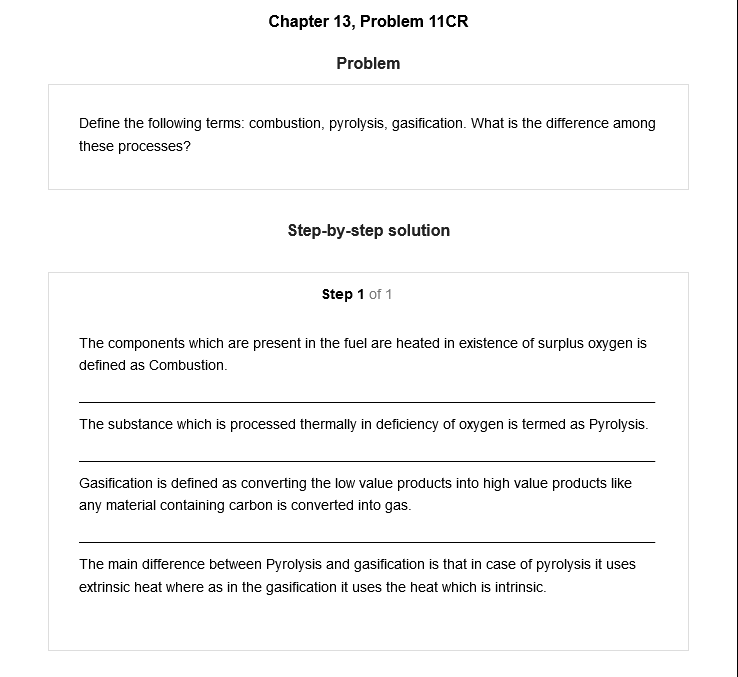 Chapter 13, Problem 11CR
Problem
Define the following terms: combustion, pyrolysis, gasification. What is the difference among
these processes?
Step-by-step solution
Step 1 of 1
The components which are present in the fuel are heated in existence of surplus oxygen is
defined as Combustion.
The substance which is processed thermally in deficiency of oxygen is termed as Pyrolysis.
Gasification is defined as converting the low value products into high value products like
any material containing carbon is converted into gas.
The main difference between Pyrolysis and gasification is that in case of pyrolysis it uses
extrinsic heat where as in the gasification it uses the heat which is intrinsic.